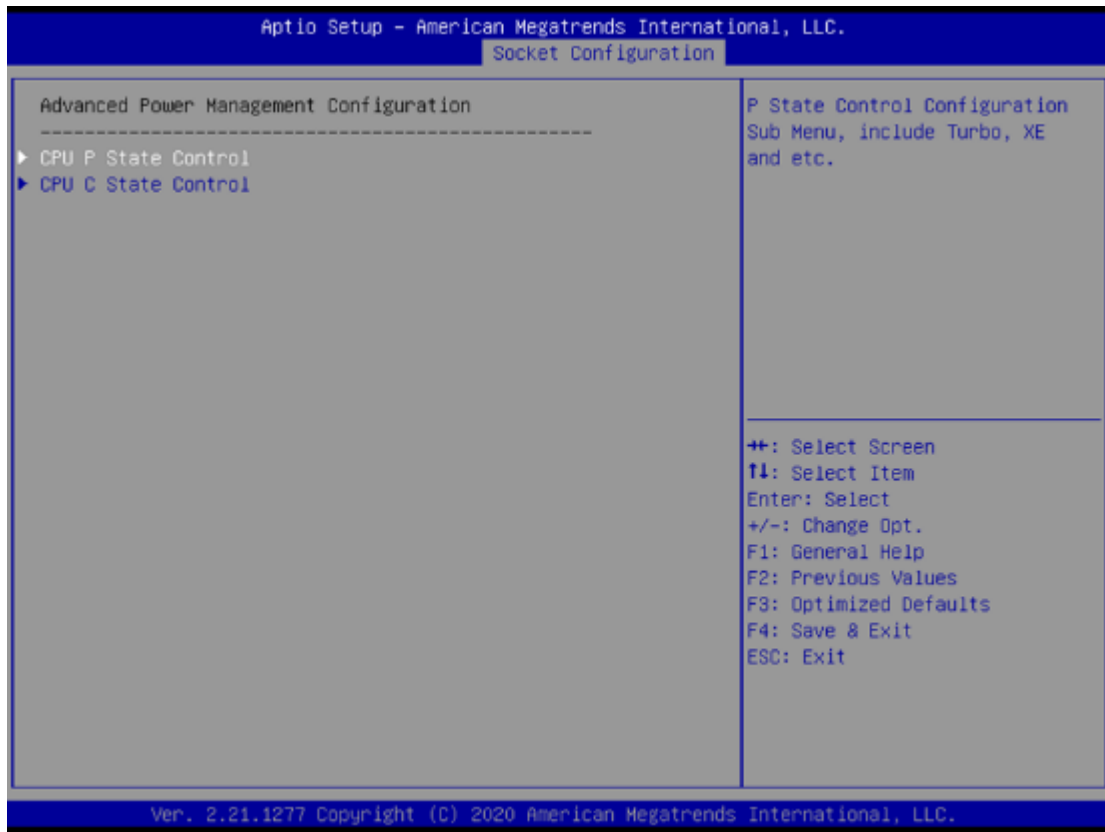 Aptio Setup – American Megatrends International, LLC.
Socket Configuration
Advanced Power Management Configuration
--------------------------------------------------
CPU P State Control
CPU C State Control
P State Control Configuration
Sub Menu, include Turbo, XE
and etc.
→←: Select Screen
↑↓: Select Item
Enter: Select
+/-: Change Opt.
F1: General Help
F2: Previous Values
F3: Optimized Defaults
F4: Save & Exit
ESC: Exit
Ver. 2.21.1277 Copyright (C) 2020 American Megatrends International, LLC.